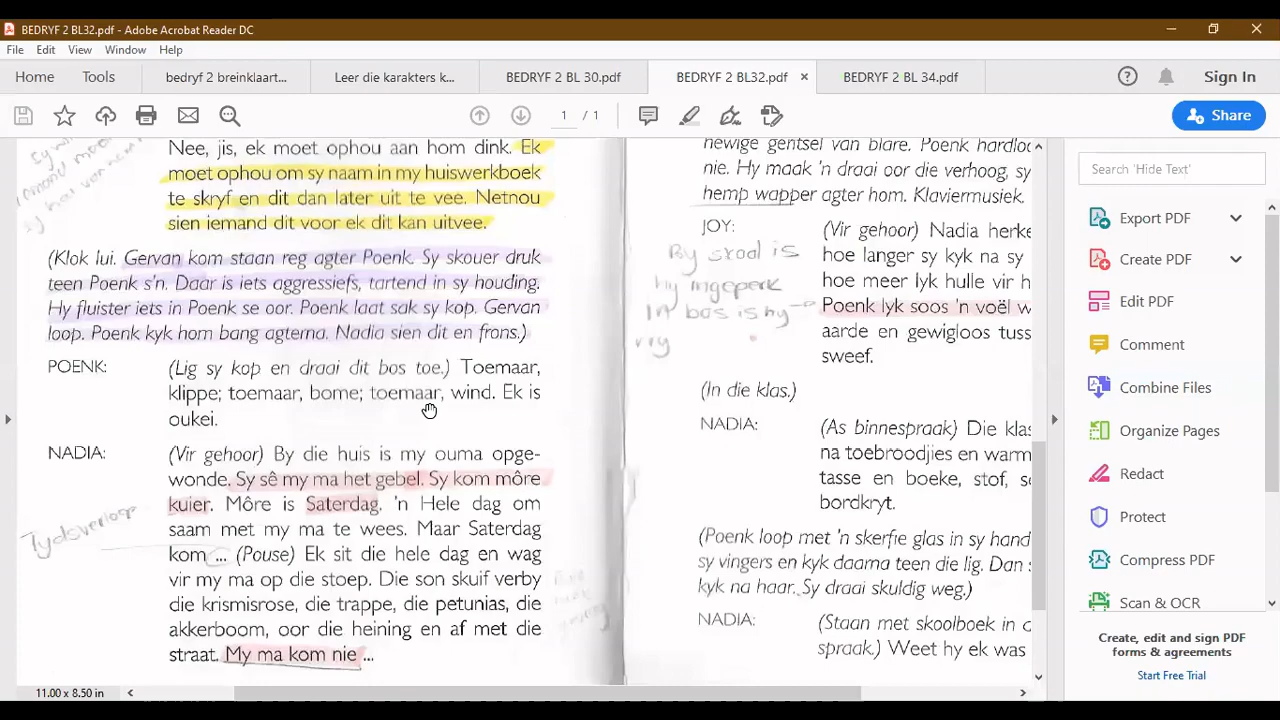 BEDRYF 2 BL32.pdf - Adobe Acrobat Reader DC
File Edit View Window Help
Home Tools bedryf 2 breinklaart... Leer die karakters k... BEDRYF 2 BL 30.pdf BEDRYF 2 BL32.pdf × BEDRYF 2 BL 34.pdf Sign In
1 / 1 Share
Nee, jis, ek moet ophou aan hom dink. Ek
moet ophou om sy naam in my huiswerkboek
te skryf en dit dan later uit te vee. Netnou
sien iemand dit voor ek dit kan uitvee.
(Klok lui. Gervan kom staan reg agter Poenk. Sy skouer druk
teen Poenk s'n. Daar is iets aggressiefs, tartend in sy houding.
Hy fluister iets in Poenk se oor. Poenk laat sak sy kop. Gervan
loop. Poenk kyk hom bang agterna. Nadia sien dit en frons.)
POENK: (Lig sy kop en draai dit bos toe.) Toemaar,
klippe; toemaar, bome; toemaar, wind. Ek is
oukei.
NADIA: (Vir gehoor) By die huis is my ouma opge-
wonde. Sy sê my ma het gebel. Sy kom môre
kuier. Môre is Saterdag. 'n Hele dag om
saam met my ma te wees. Maar Saterdag
kom ... (Pouse) Ek sit die hele dag en wag
vir my ma op die stoep. Die son skuif verby
die krismisrose, die trappe, die petunias, die
akkerboom, oor die heining en af met die
straat. My ma kom nie ...
Tydsverloop
newige gentsel van blare. Poenk hardloo
nie. Hy maak 'n draai oor die verhoog, sy
hemp wapper agter hom. Klaviermusiek.
JOY: (Vir gehoor) Nadia herke
hoe langer sy kyk na sy
hoe meer lyk hulle vir h
Poenk lyk soos 'n voël w
aarde en gewigloos tuss
sweef.
By skool is
hy ingeperk
In bos is hy
vry
(In die klas.)
NADIA: (As binnespraak) Die klas
na toebroodjies en warm
tasse en boeke, stof, s
bordkryt.
(Poenk loop met 'n skerfie glas in sy hand
sy vingers en kyk daarna teen die lig. Dan
kyk na haar. Sy draai skuldig weg.)
NADIA: (Staan met skoolboek in
spraak.) Weet hy ek was
Search 'Hide Text'
Export PDF
Create PDF
Edit PDF
Comment
Combine Files
Organize Pages
Redact
Protect
Compress PDF
Scan & OCR
Create, edit and sign PDF
forms & agreements
Start Free Trial
11.00 x 8.50 in